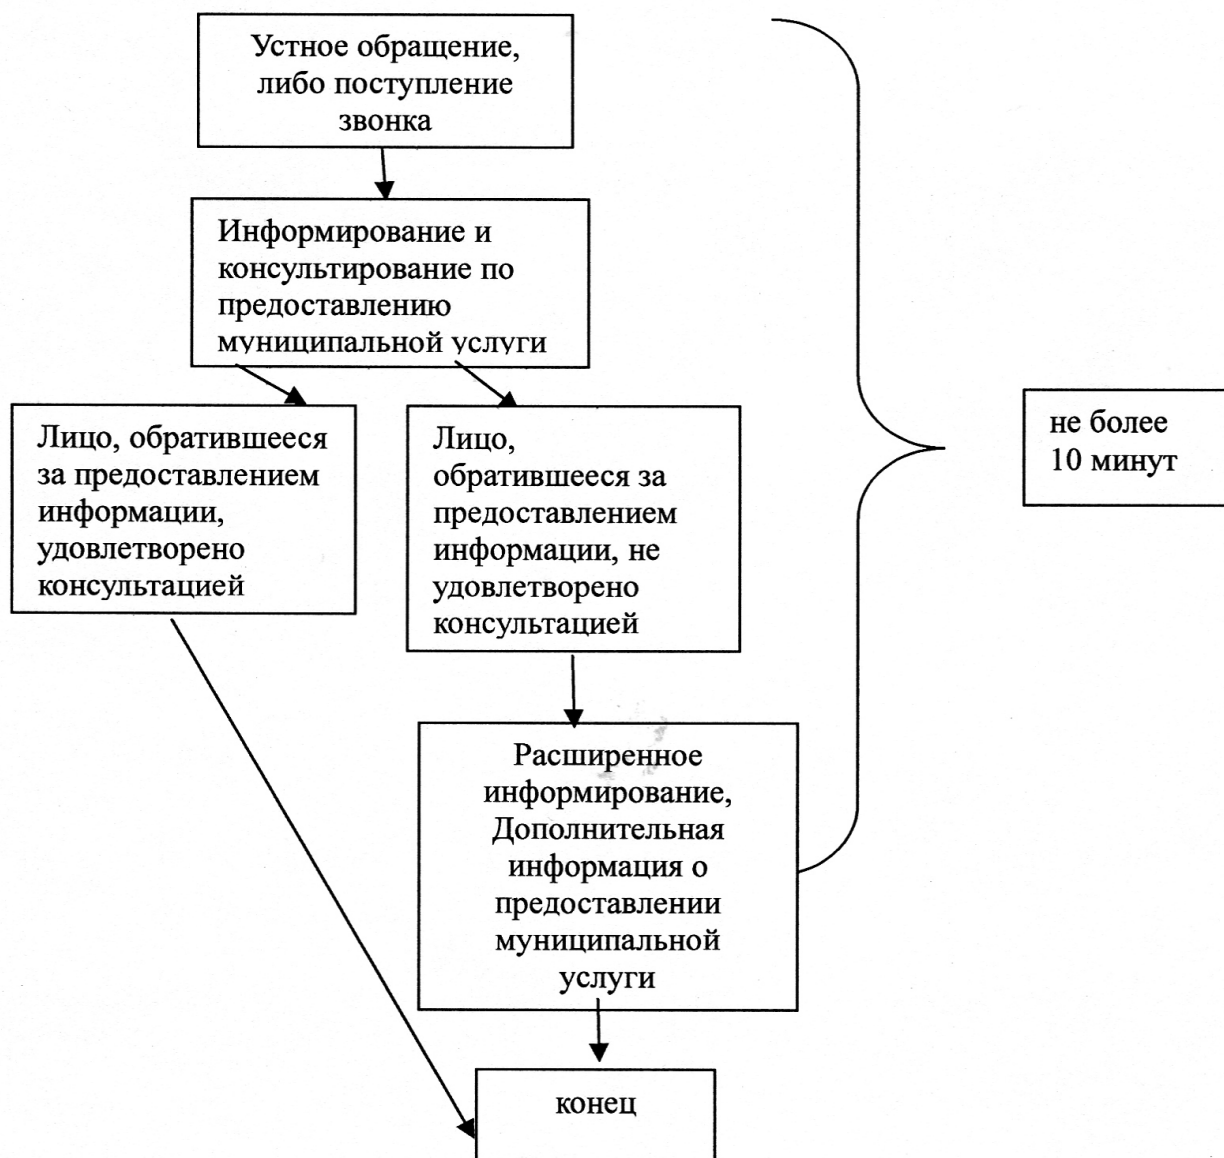 Устное обращение,
либо поступление
звонка
Информирование и
консультирование по
предоставлению
муниципальной услуги
Лицо, обратившееся
за предоставлением
информации,
удовлетворено
консультацией
Лицо,
обратившееся за
предоставлением
информации, не
удовлетворено
консультацией
не более
10 минут
Расширенное
информирование,
Дополнительная
информация о
предоставлении
муниципальной
услуги
конец